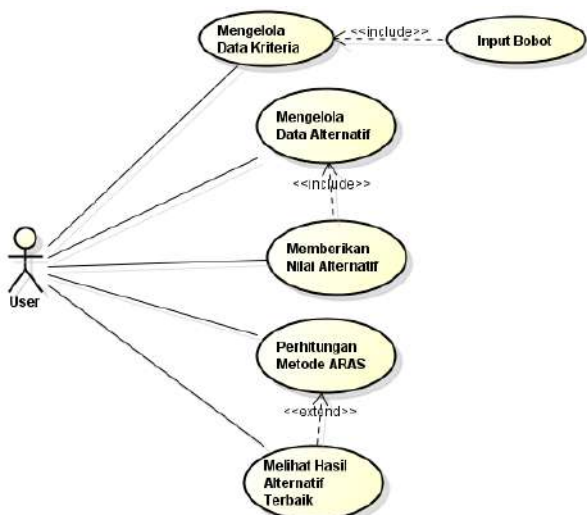 Mengelola
Data Kriteria
<<include>>
Input Bobot
Mengelola
Data Alternatif
<<include>>
Memberikan
Nilai Alternatif
User
Perhitungan
Metode ARAS
<<extend>>
Melihat Hasil
Alternatif
Terbaik